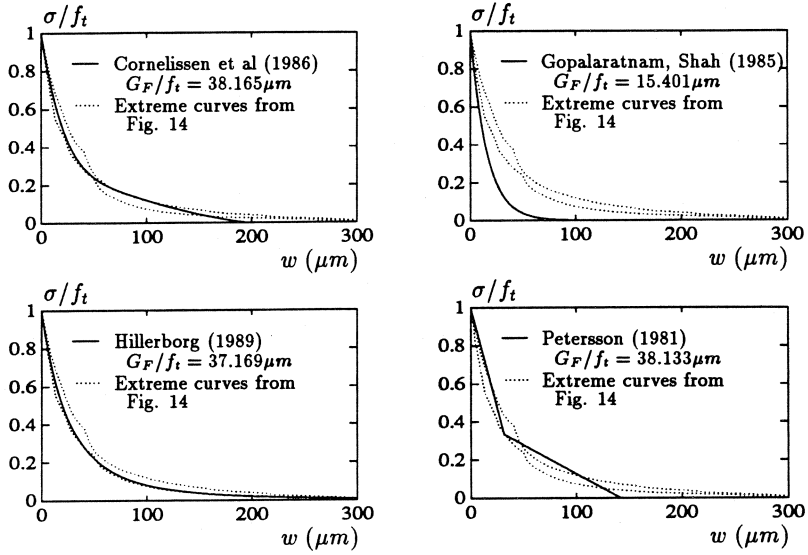 σ/f_t
1
0.8
0.6
0.4
0.2
0
Cornelissen et al (1986)
G_F/f_t = 38.165μm
Extreme curves from
Fig. 14
0 100 200 300
w (μm)
σ/f_t
1
0.8
0.6
0.4
0.2
0
Gopalaratnam, Shah (1985)
G_F/f_t = 15.401μm
Extreme curves from
Fig. 14
0 100 200 300
w (μm)
σ/f_t
1
0.8
0.6
0.4
0.2
0
Hillerborg (1989)
G_F/f_t = 37.169μm
Extreme curves from
Fig. 14
0 100 200 300
w (μm)
σ/f_t
1
0.8
0.6
0.4
0.2
0
Petersson (1981)
G_F/f_t = 38.133μm
Extreme curves from
Fig. 14
0 100 200 300
w (μm)